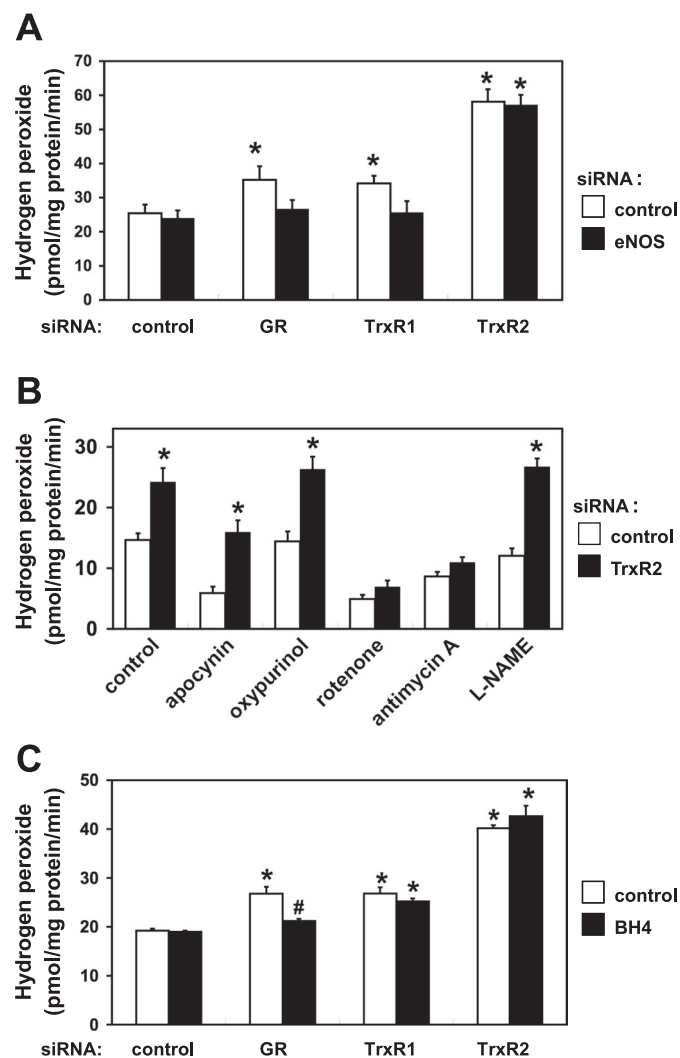 A
Hydrogen peroxide
(pmol/mg protein/min)
70
60
50
40
30
20
10
0
* * * *
siRNA: control GR TrxR1 TrxR2
siRNA :
control
eNOS
B
Hydrogen peroxide
(pmol/mg protein/min)
30
20
10
0
* * * *
control apocynin oxypurinol rotenone antimycin A L-NAME
siRNA :
control
TrxR2
C
Hydrogen peroxide
(pmol/mg protein/min)
50
40
30
20
10
0
* # * * * *
siRNA: control GR TrxR1 TrxR2
control
BH4